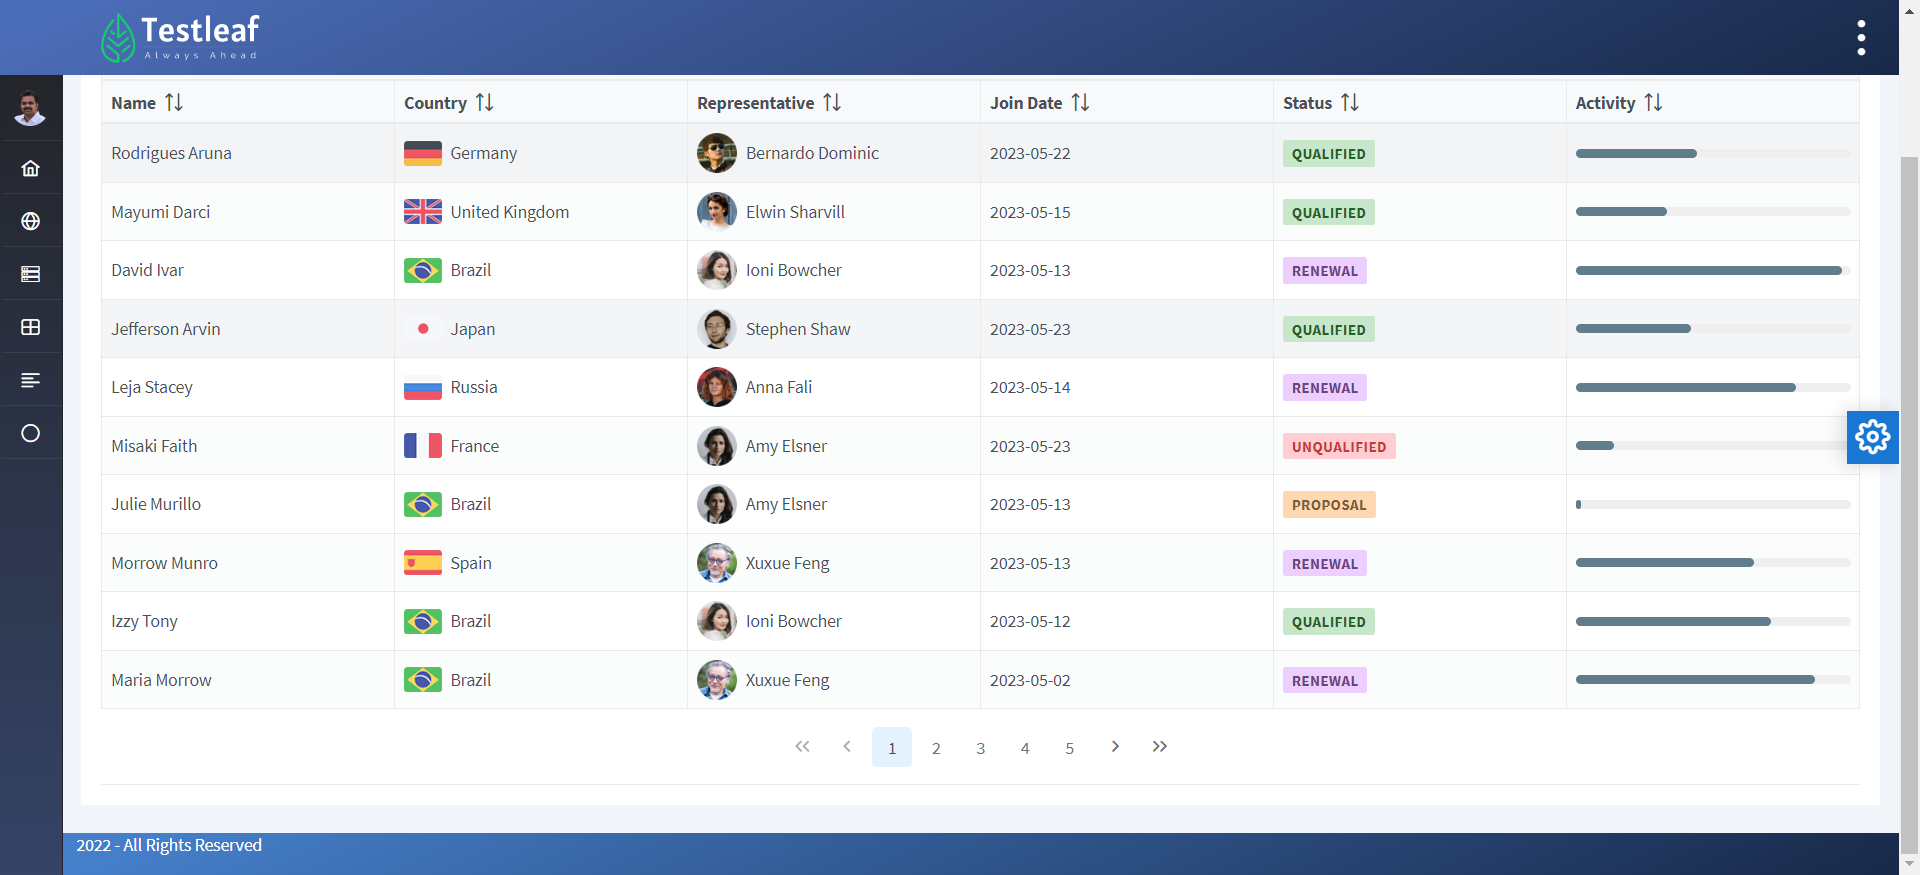 Testleaf
Always Ahead
Name Country Representative Join Date Status Activity
Rodrigues Aruna Germany Bernardo Dominic 2023-05-22 QUALIFIED
Mayumi Darci United Kingdom Elwin Sharvill 2023-05-15 QUALIFIED
David Ivar Brazil Ioni Bowcher 2023-05-13 RENEWAL
Jefferson Arvin Japan Stephen Shaw 2023-05-23 QUALIFIED
Leja Stacey Russia Anna Fali 2023-05-14 RENEWAL
Misaki Faith France Amy Elsner 2023-05-23 UNQUALIFIED
Julie Murillo Brazil Amy Elsner 2023-05-13 PROPOSAL
Morrow Munro Spain Xuxue Feng 2023-05-13 RENEWAL
Izzy Tony Brazil Ioni Bowcher 2023-05-12 QUALIFIED
Maria Morrow Brazil Xuxue Feng 2023-05-02 RENEWAL
1 2 3 4 5
2022 - All Rights Reserved